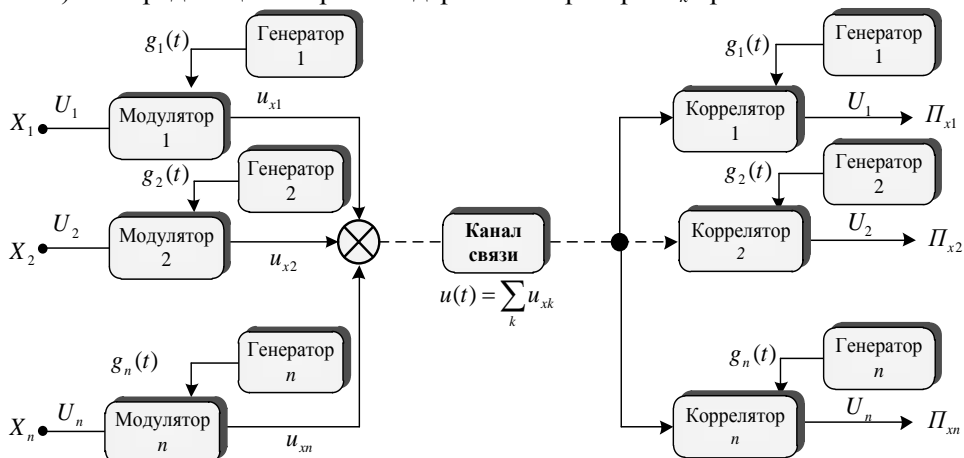 g₁(t)
Генератор
1
g₁(t)
Генератор
1
X₁
U₁
Модулятор
1
uₓ₁
Коррелятор
1
U₁
Пₓ₁
g₂(t)
Генератор
2
g₂(t)
Генератор
2
X₂
U₂
Модулятор
2
uₓ₂
Канал
связи
u(t) = ∑ₖ uₓₖ
Коррелятор
2
U₂
Пₓ₂
gₙ(t)
Генератор
n
gₙ(t)
Генератор
n
Xₙ
Uₙ
Модулятор
n
uₓₙ
Коррелятор
n
Uₙ
Пₓₙ